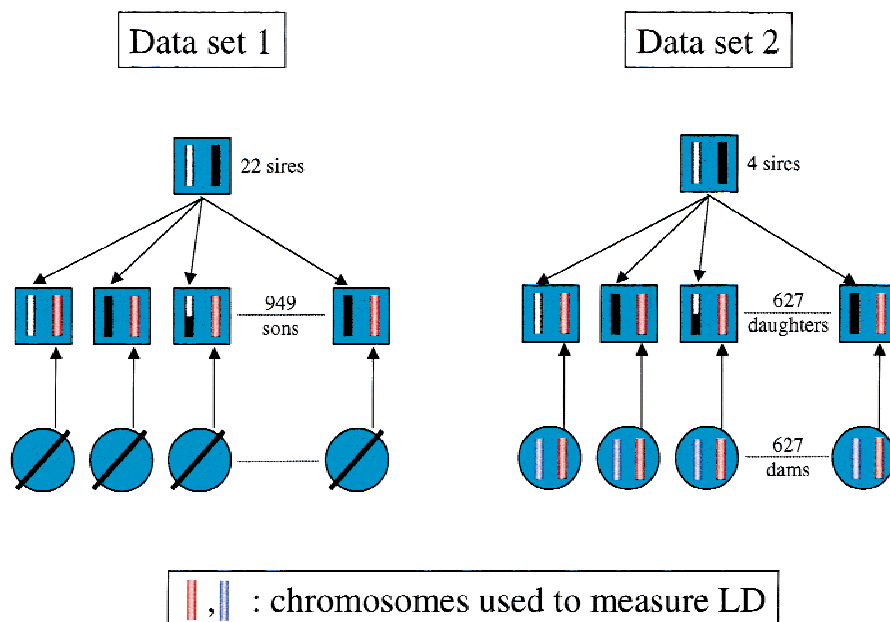 Data set 1
Data set 2
22 sires
4 sires
949
sons
627
daughters
627
dams
, : chromosomes used to measure LD